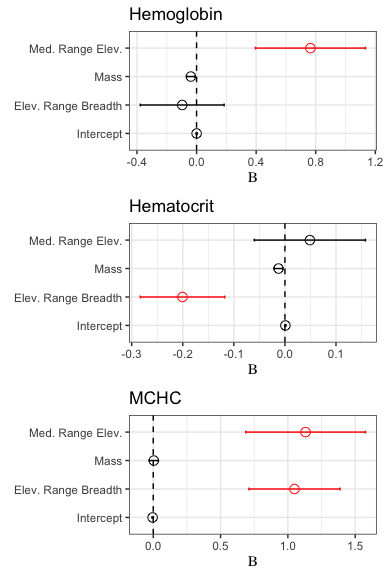 Hemoglobin
Med. Range Elev.
Mass
Elev. Range Breadth
Intercept
-0.4 0.0 0.4 0.8 1.2
B
Hematocrit
Med. Range Elev.
Mass
Elev. Range Breadth
Intercept
-0.3 -0.2 -0.1 0.0 0.1
B
MCHC
Med. Range Elev.
Mass
Elev. Range Breadth
Intercept
0.0 0.5 1.0 1.5
B